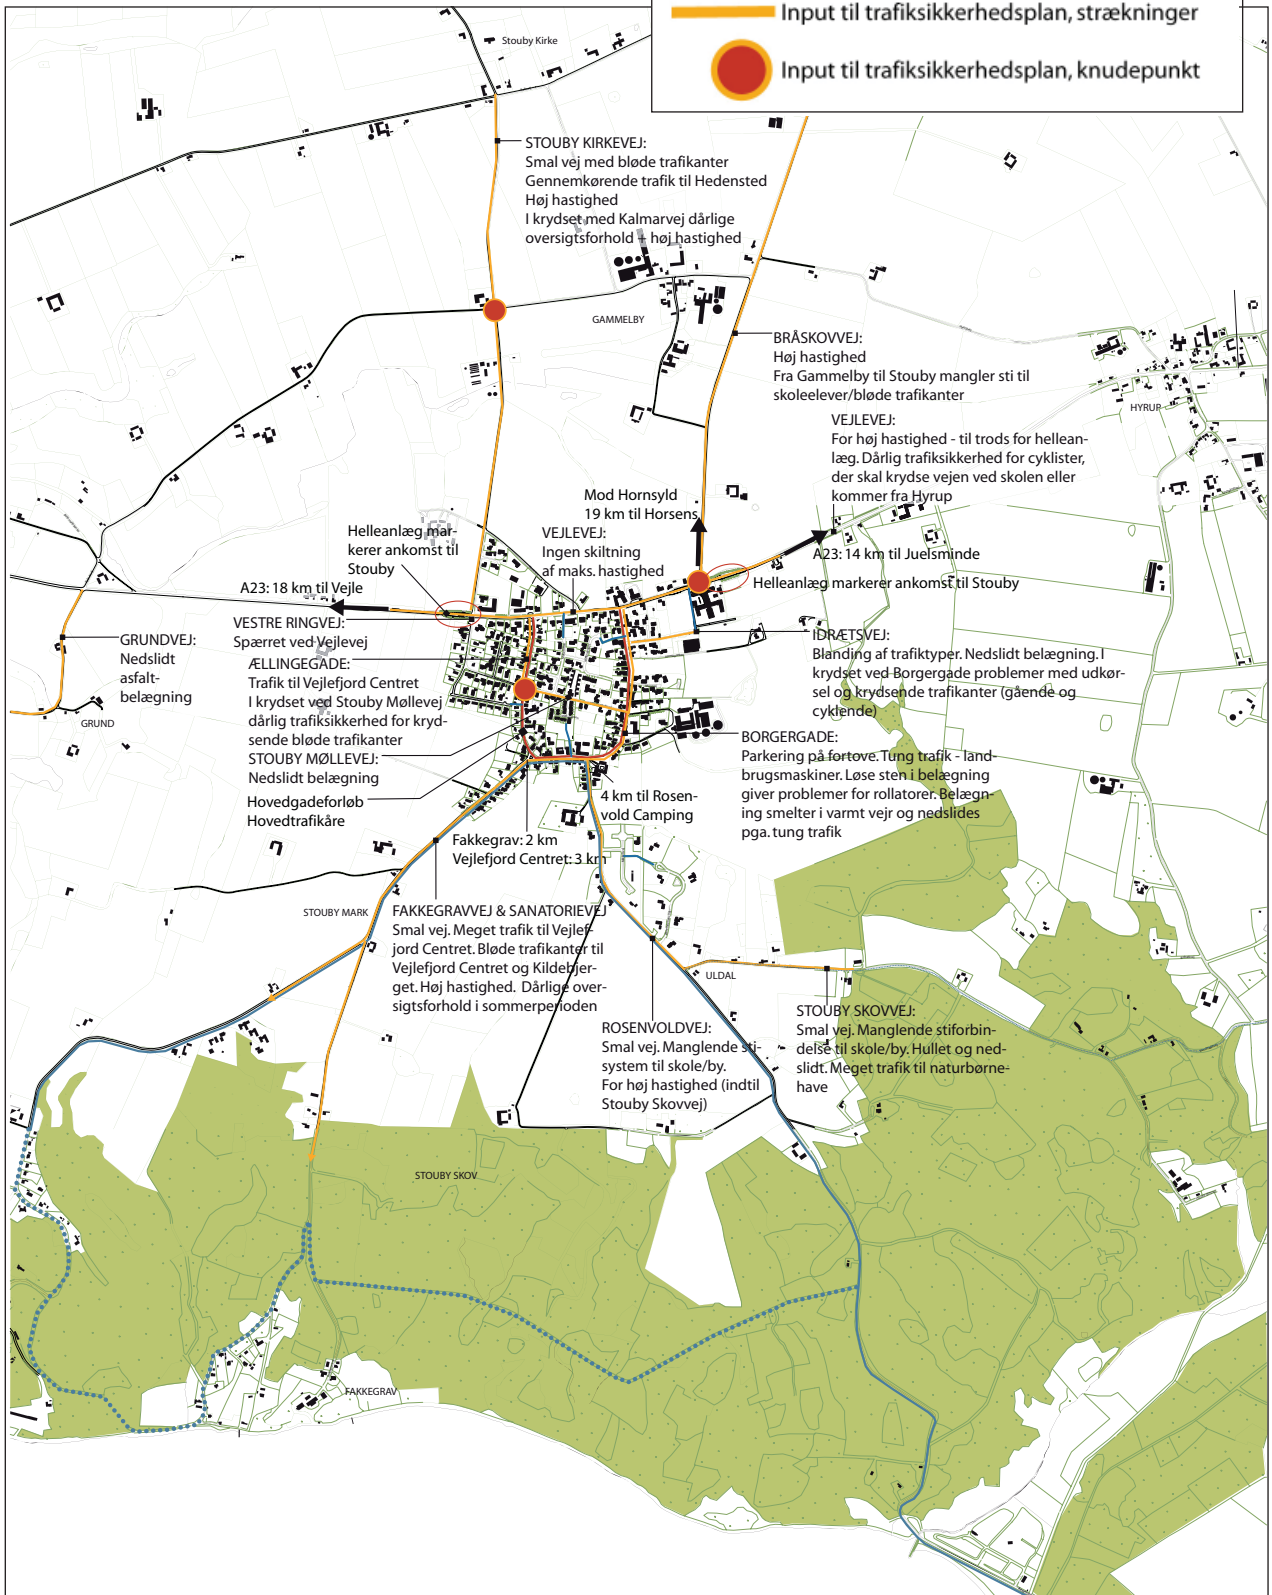 Input til trafiksikkerhedsplan, strækninger
Input til trafiksikkerhedsplan, knudepunkt
Stouby Kirke
STOUBY KIRKEVEJ:
Smal vej med bløde trafikanter
Gennemkørende trafik til Hedensted
Høj hastighed
I krydset med Kalmarvej dårlige
oversigtsforhold + høj hastighed
GAMMELBY
BRÅSKOVVEJ:
Høj hastighed
Fra Gammelby til Stouby mangler sti til
skoleelever/bløde trafikanter
HYRUP
VEJLEVEJ:
For høj hastighed - til trods for hellean-
læg. Dårlig trafiksikkerhed for cyklister,
der skal krydse vejen ved skolen eller
kommer fra Hyrup
Mod Hornsyld
19 km til Horsens
Helleanlæg mar-
kerer ankomst til
Stouby
VEJLEVEJ:
Ingen skiltning
af maks. hastighed
A23: 14 km til Juelsminde
Helleanlæg markerer ankomst til Stouby
A23: 18 km til Vejle
VESTRE RINGVEJ:
Spærret ved Vejlevej
GRUNDVEJ:
Nedslidt
asfalt-
belægning
GRUND
ÆLLINGEGADE:
Trafik til Vejlefjord Centret
I krydset ved Stouby Møllevej
dårlig trafiksikkerhed for kryd-
sende bløde trafikanter
STOUBY MØLLEVEJ:
Nedslidt belægning
Hovedgadeforløb
Hovedtrafikåre
IDRÆTSVEJ:
Blanding af trafiktyper. Nedslidt belægning. I
krydset ved Borgergade problemer med udkør-
sel og krydsende trafikanter (gående og
cyklende)
BORGERGADE:
Parkering på fortove. Tung trafik - land-
brugsmaskiner. Løse sten i belægning
giver problemer for rollatorer. Belægn-
ing smelter i varmt vejr og nedslides
pga. tung trafik
4 km til Rosen-
vold Camping
Fakkegrav: 2 km
Vejlefjord Centret: 3 km
STOUBY MARK
FAKKEGRAVVEJ & SANATORIEVEJ
Smal vej. Meget trafik til Vejlef-
jord Centret. Bløde trafikanter til
Vejlefjord Centret og Kildebjer-
get. Høj hastighed. Dårlige over-
sigtsforhold i sommerperioden
ULDAL
ROSENVOLDVEJ:
Smal vej. Manglende sti-
system til skole/by.
For høj hastighed (indtil
Stouby Skovvej)
STOUBY SKOVVEJ:
Smal vej. Manglende stiforbin-
delse til skole/by. Hullet og ned-
slidt. Meget trafik til naturbørne-
have
STOUBY SKOV
FAKKEGRAV